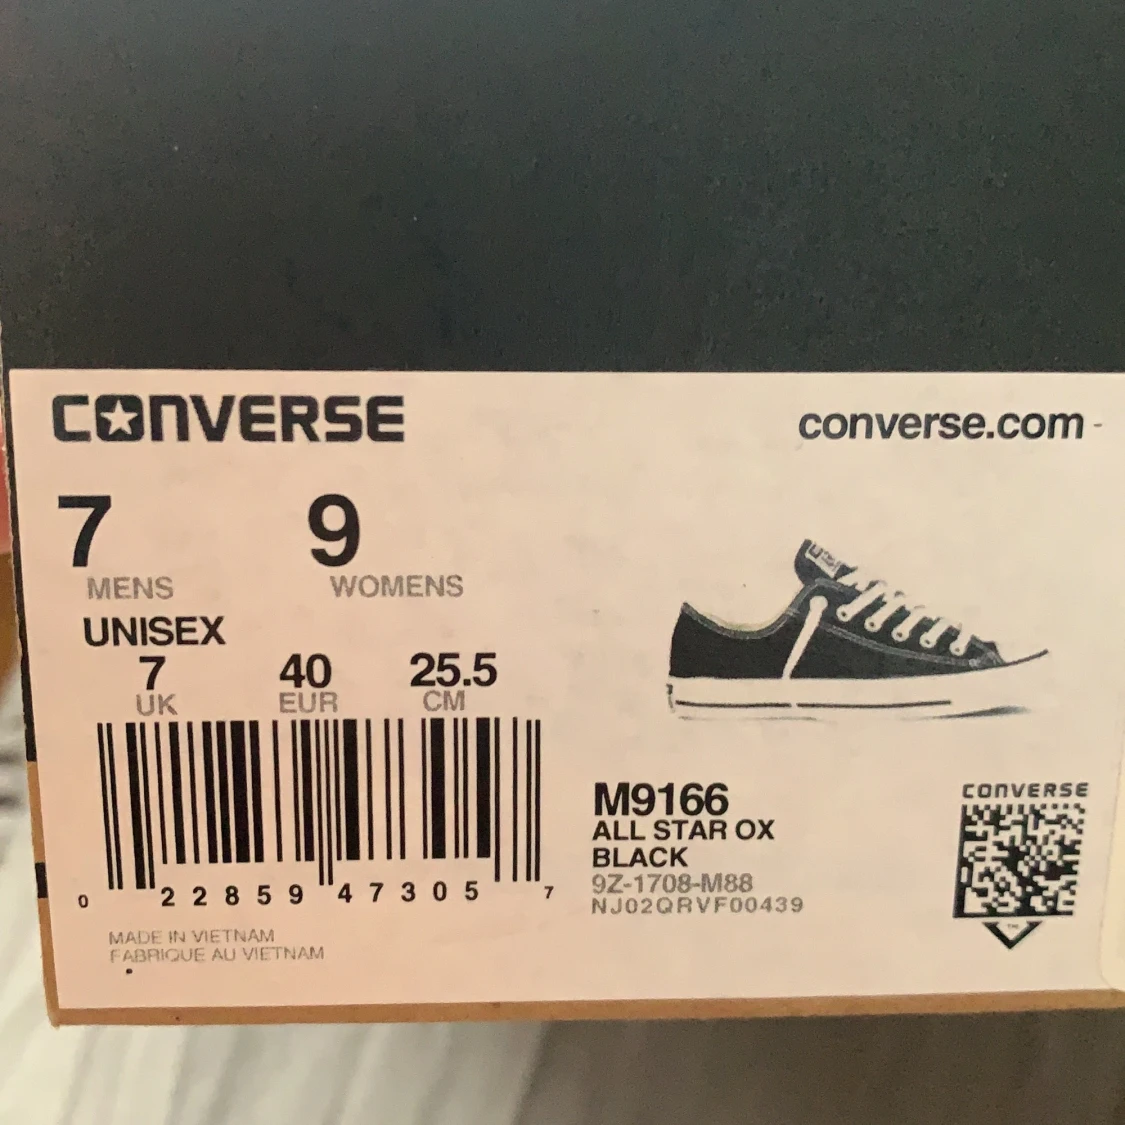 CONVERSE
converse.com -
7 9
MENS WOMENS
UNISEX
7 40 25.5
UK EUR CM
0 22859 47305 7
MADE IN VIETNAM
FABRIQUE AU VIETNAM
M9166
ALL STAR OX
BLACK
9Z-1708-M88
NJ02QRVF00439
CONVERSE
TM